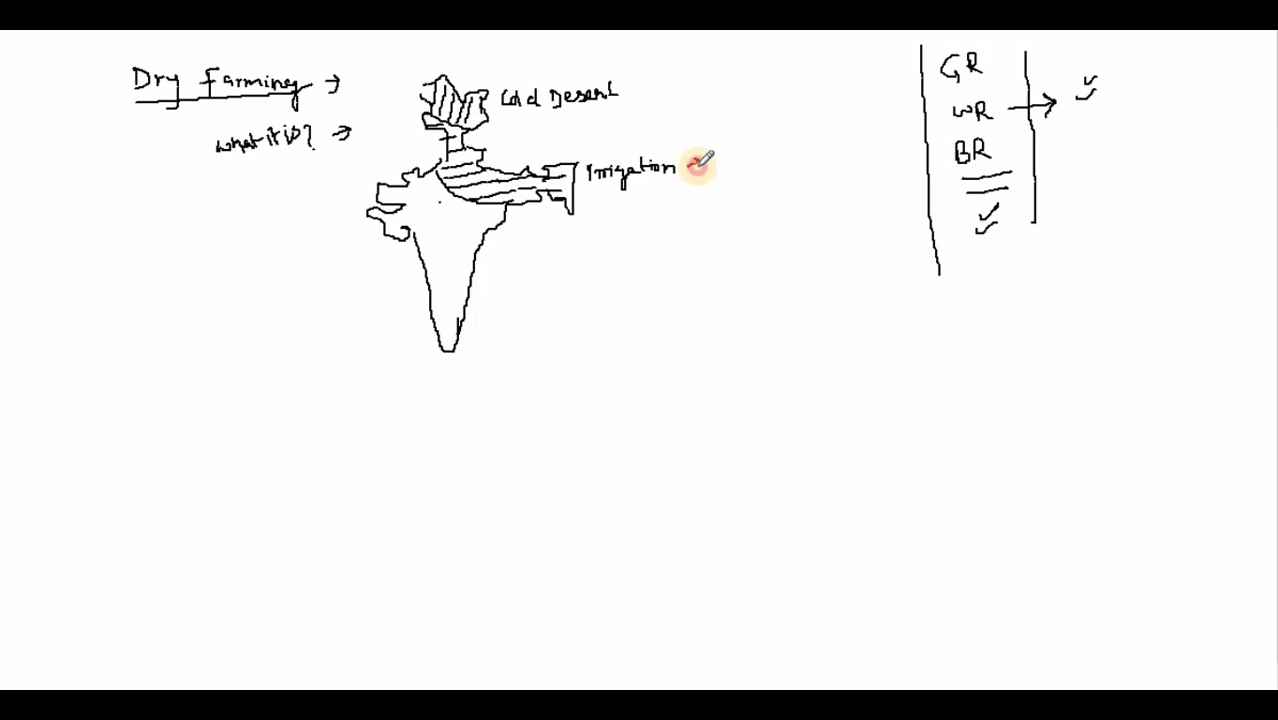 Dry Farming →
what it is? →
Cold Desert
Irrigation →
GR
WR →
BR